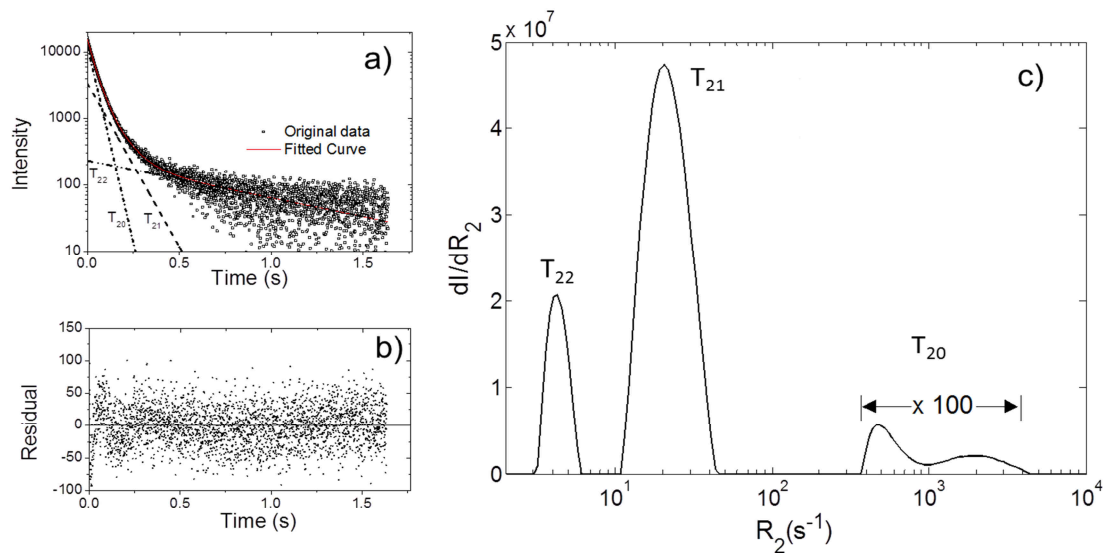 a)
Intensity
10000
1000
100
10
Original data
Fitted Curve
T22
T20
T21
0.0 0.5 1.0 1.5
Time (s)
b)
Residual
150
100
50
0
-50
-100
0.0 0.5 1.0 1.5
Time (s)
x 10^7
c)
dI/dR2
5
4
3
2
1
0
T21
T22
T20
x 100
10^1 10^2 10^3 10^4
R2(s^-1)